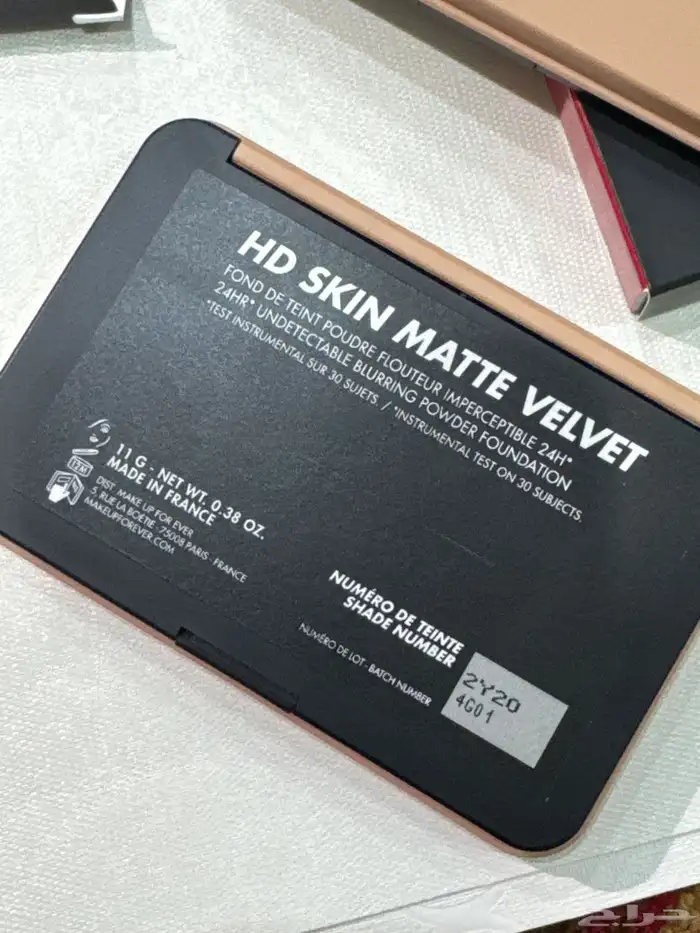 HD SKIN MATTE VELVET
FOND DE TEINT POUDRE FLOUTEUR IMPERCEPTIBLE 24H*
24HR* UNDETECTABLE BLURRING POWDER FOUNDATION
*TEST INSTRUMENTAL SUR 30 SUJETS. / *INSTRUMENTAL TEST ON 30 SUBJECTS.
12M
11 G - NET WT. 0.38 OZ.
MADE IN FRANCE
DIST. MAKE UP FOR EVER
5, RUE LA BOÉTIE - 75008 PARIS - FRANCE
MAKEUPFOREVER.COM
NUMÉRO DE TEINTE
SHADE NUMBER
NUMÉRO DE LOT - BATCH NUMBER
2Y20
4G01
حراج